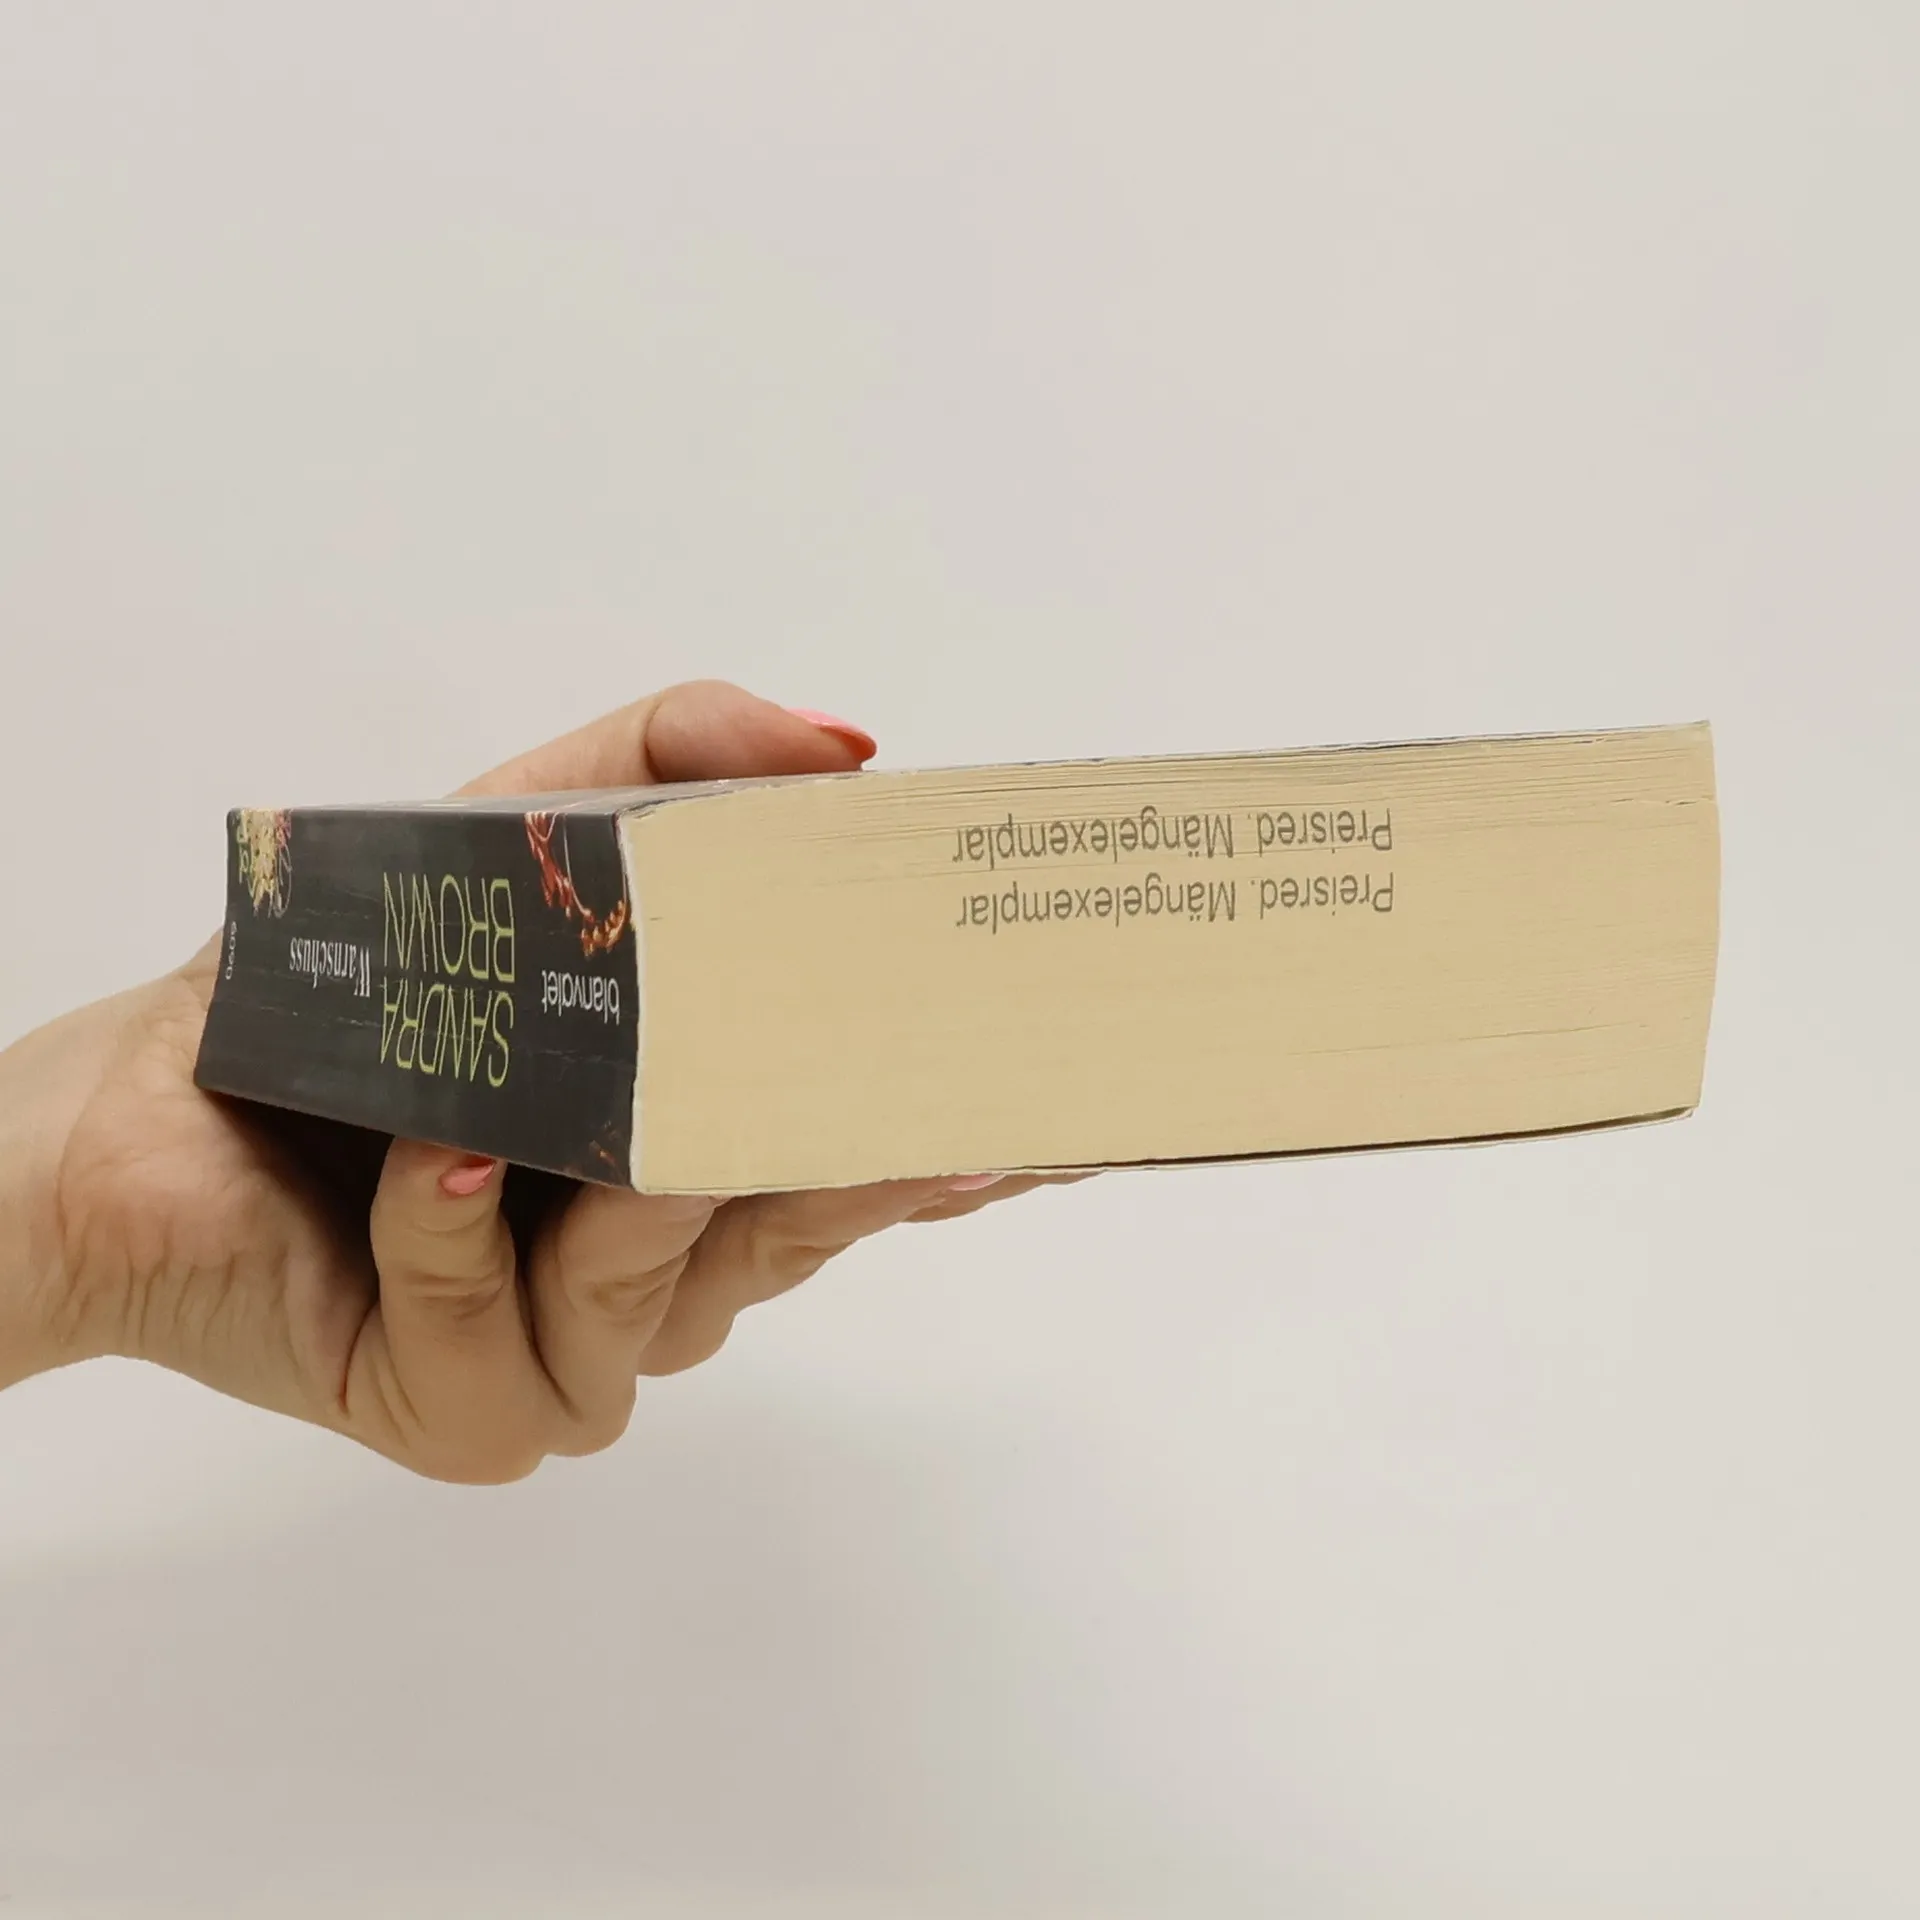 SANDRA
BROWN
Warnschuss
blanvalet
Preisred. Mängelexemplar
Preisred. Mängelexemplar